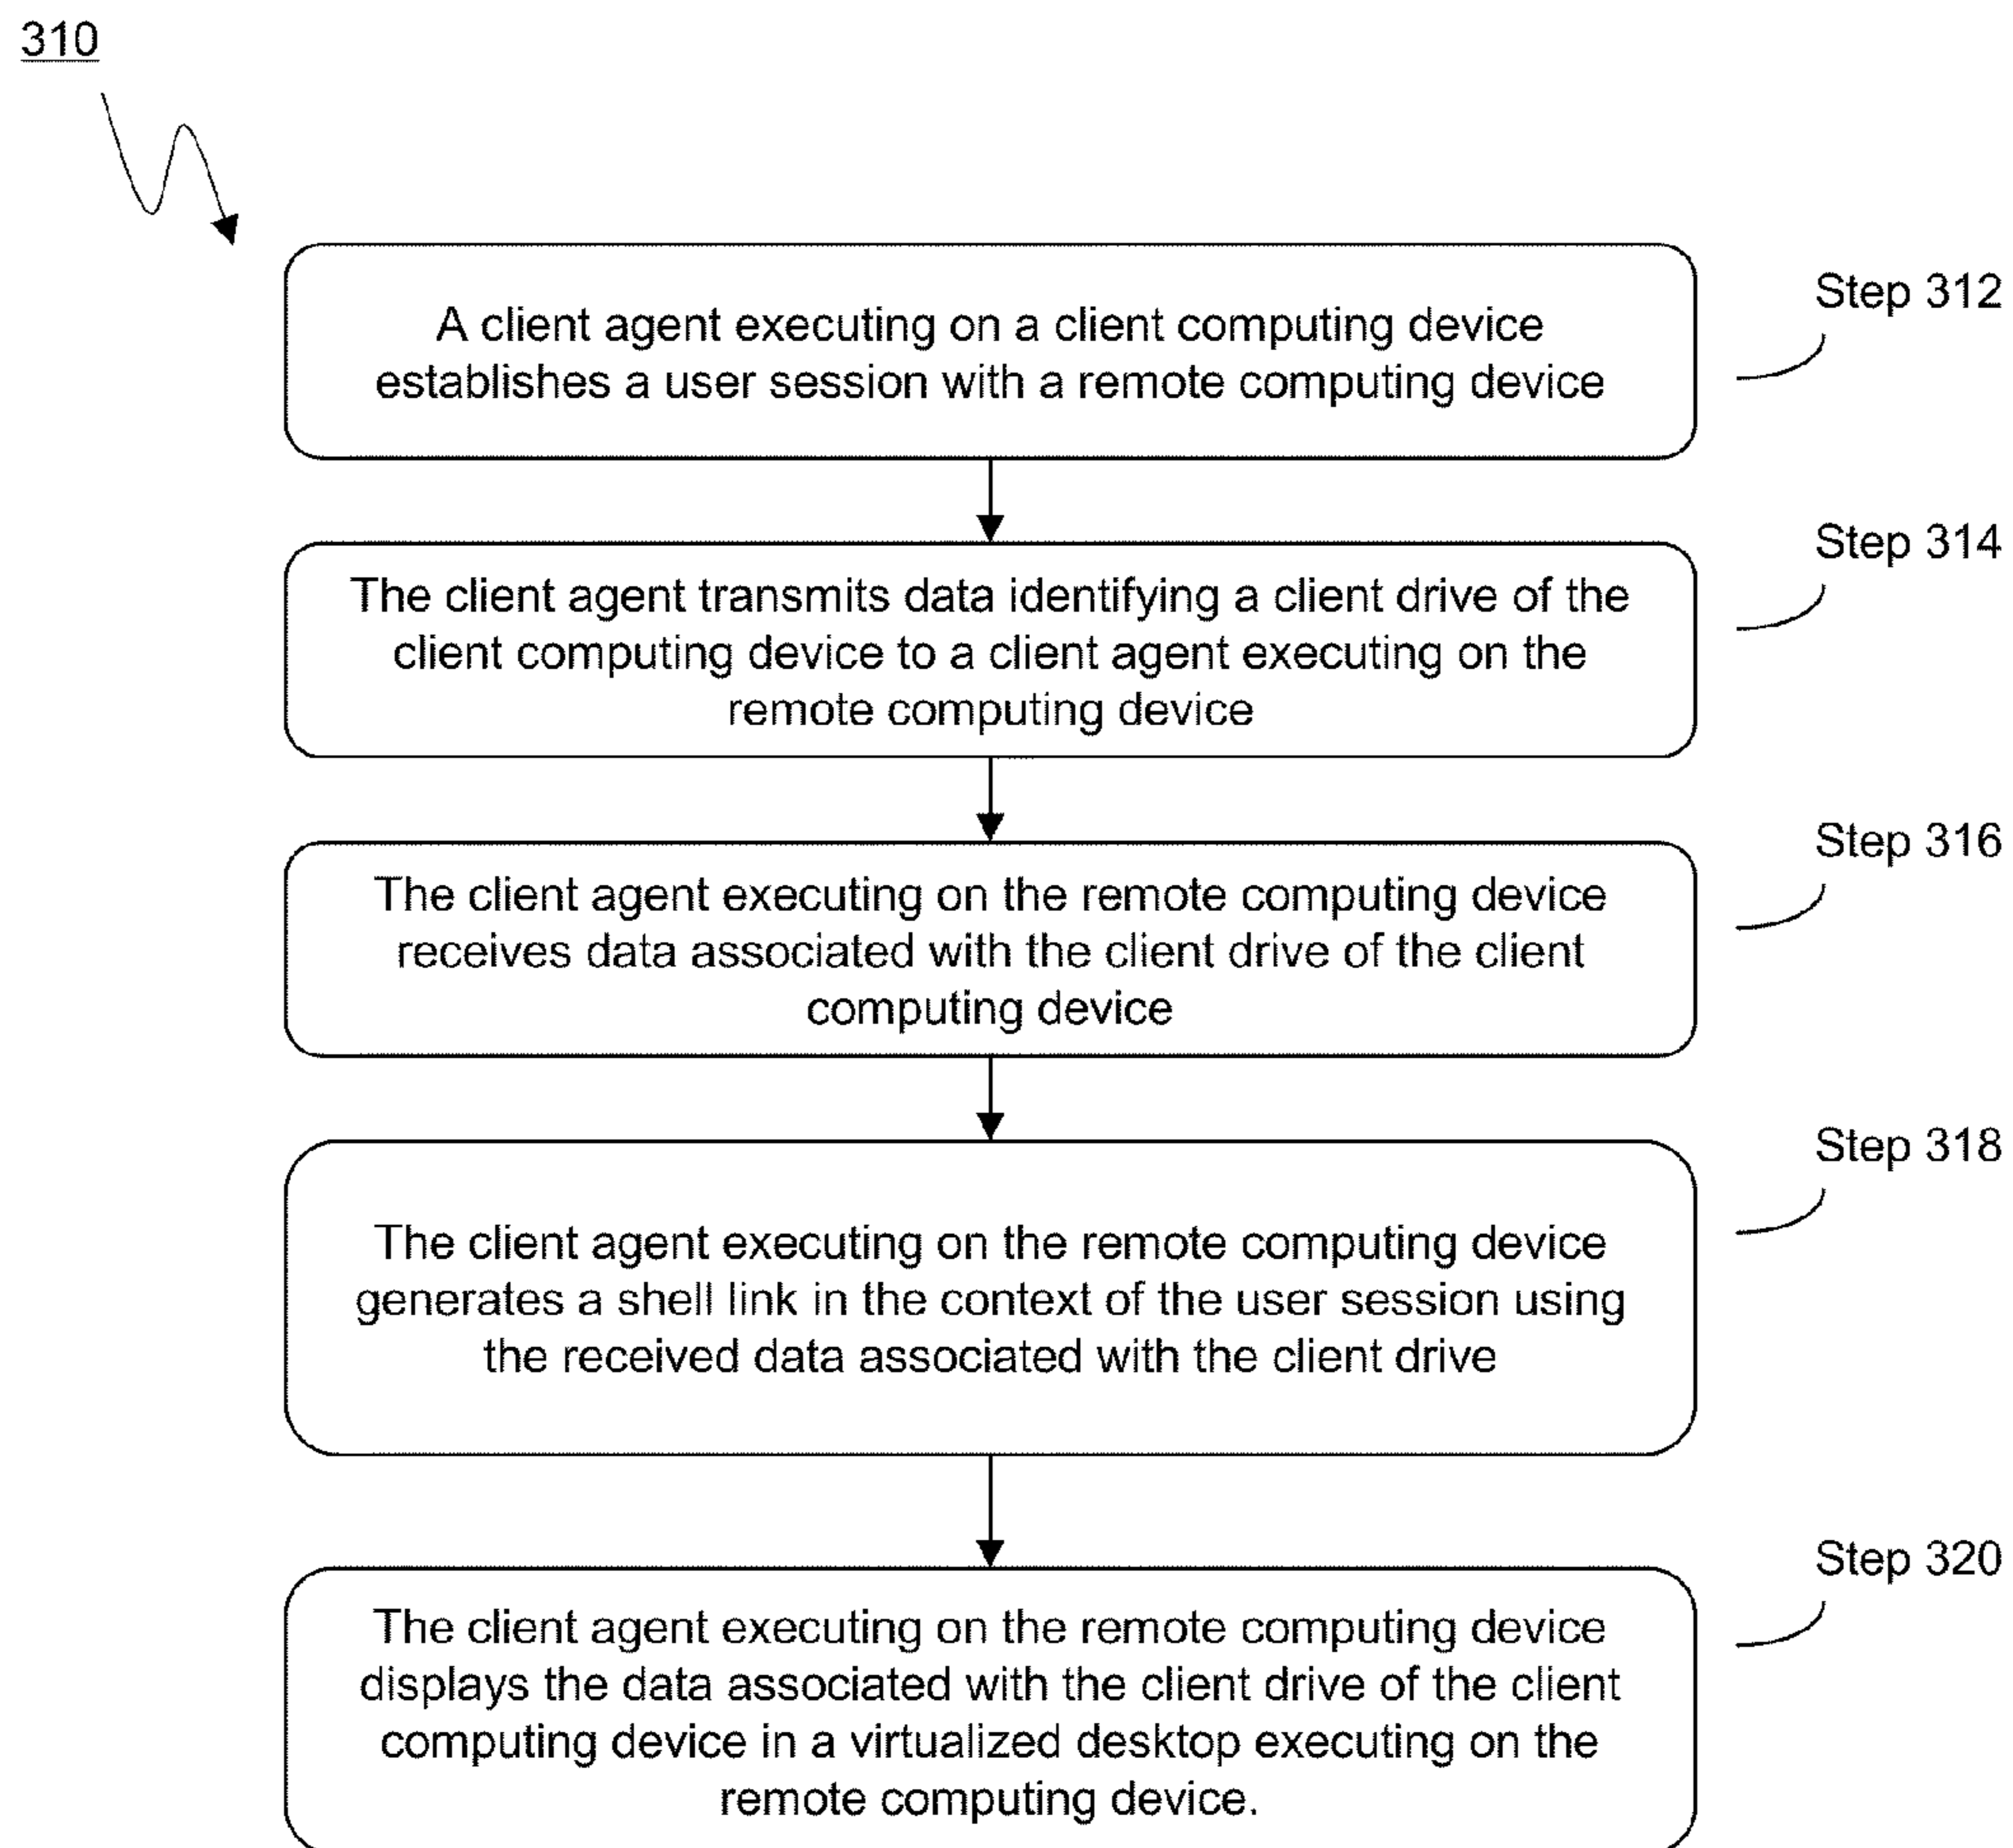 310
Step 312
A client agent executing on a client computing device
establishes a user session with a remote computing device
Step 314
The client agent transmits data identifying a client drive of the
client computing device to a client agent executing on the
remote computing device
Step 316
The client agent executing on the remote computing device
receives data associated with the client drive of the client
computing device
Step 318
The client agent executing on the remote computing device
generates a shell link in the context of the user session using
the received data associated with the client drive
Step 320
The client agent executing on the remote computing device
displays the data associated with the client drive of the client
computing device in a virtualized desktop executing on the
remote computing device.